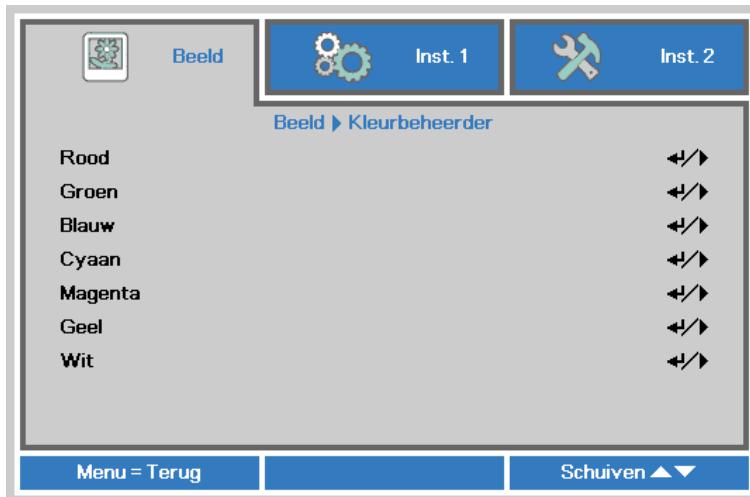 Beeld
Inst. 1
Inst. 2
Beeld Kleurbeheerder
Rood
Groen
Blauw
Cyaan
Magenta
Geel
Wit
Menu = Terug
Schuiven